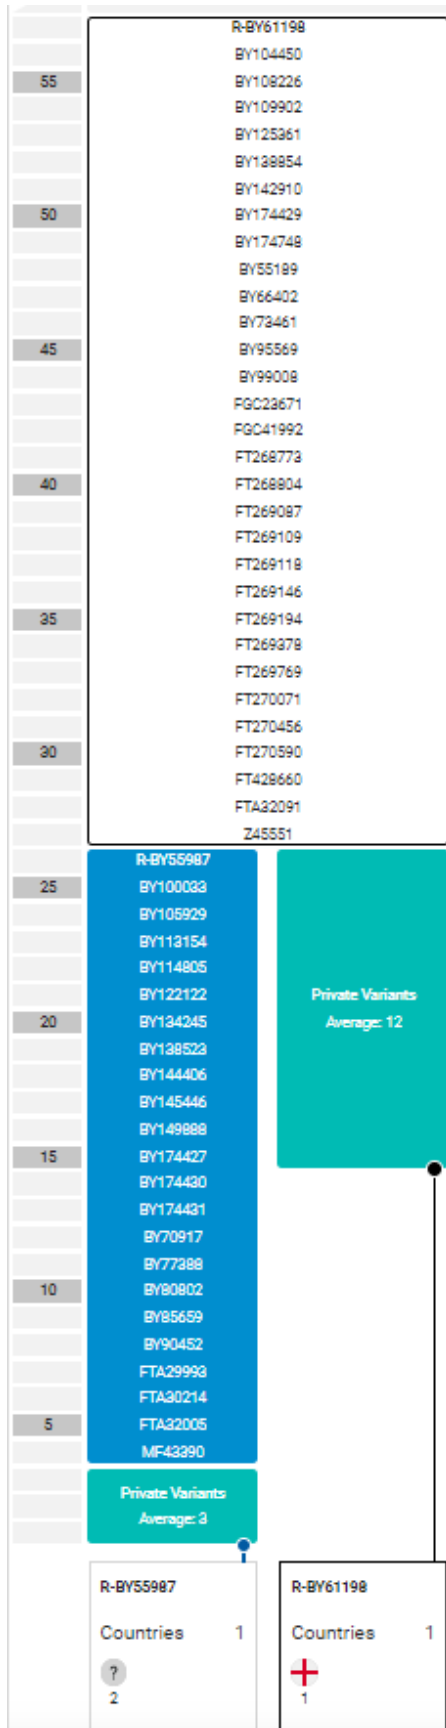 R-BY61198
BY104450
55 BY108226
BY109902
BY125361
BY138854
BY142910
50 BY174429
BY174748
BY55189
BY66402
BY73461
45 BY95569
BY99008
FGC23671
FGC41992
FT268773
40 FT268804
FT269087
FT269109
FT269118
FT269146
35 FT269194
FT269378
FT269769
FT270071
FT270456
30 FT270590
FT428660
FTA32091
Z45551
R-BY55987
25 BY100033
BY105929
BY113154
BY114805
BY122122
20 BY134245
BY138523
BY144406
BY145446
BY149888
15 BY174427
BY174430
BY174431
BY70917
BY77388
10 BY80802
BY85659
BY90452
FTA29993
FTA30214
5 FTA32005
MF43390
Private Variants
Average: 12
Private Variants
Average: 3
R-BY55987
Countries 1
?
2
R-BY61198
Countries 1
1